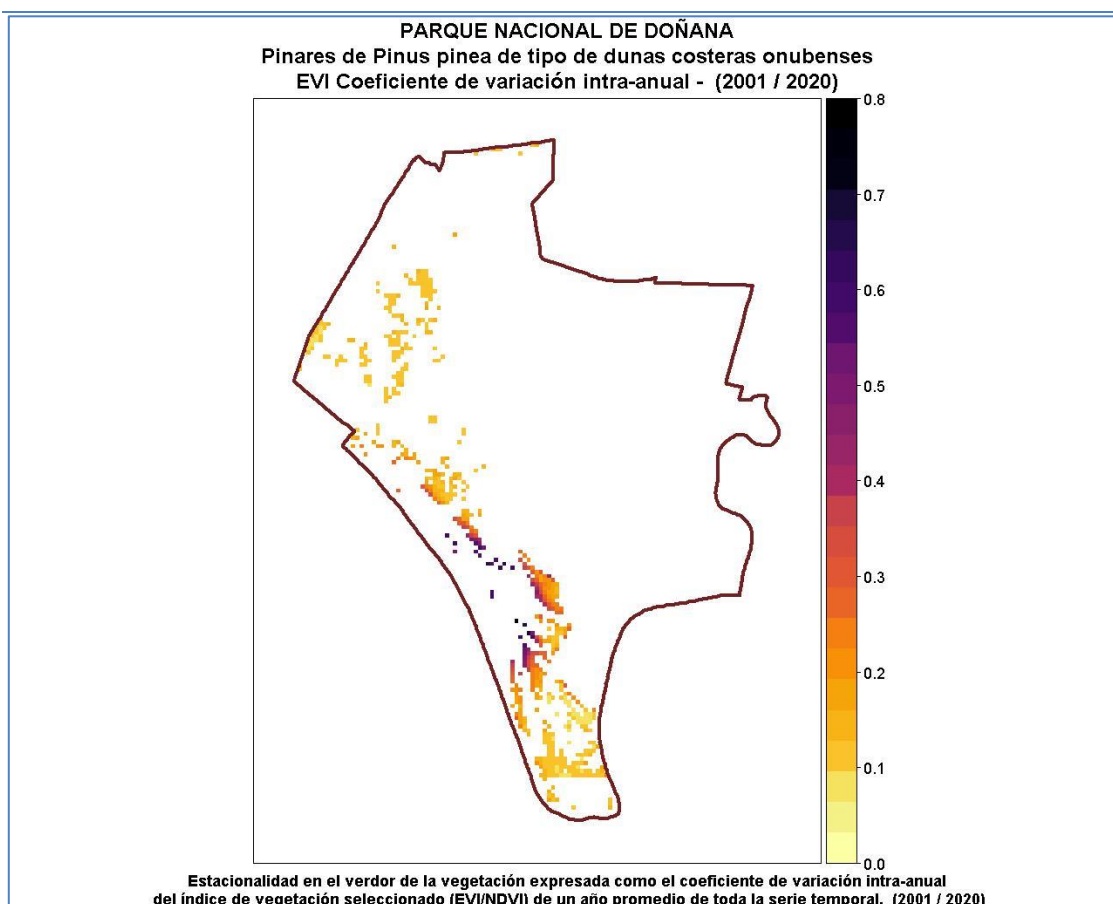 PARQUE NACIONAL DE DOÑANA
Pinares de Pinus pinea de tipo de dunas costeras onubenses
EVI Coeficiente de variación intra-anual - (2001 / 2020)
0.8
0.7
0.6
0.5
0.4
0.3
0.2
0.1
0.0
Estacionalidad en el verdor de la vegetación expresada como el coeficiente de variación intra-anual
del índice de vegetación seleccionado (EVI/NDVI) de un año promedio de toda la serie temporal. (2001 / 2020)